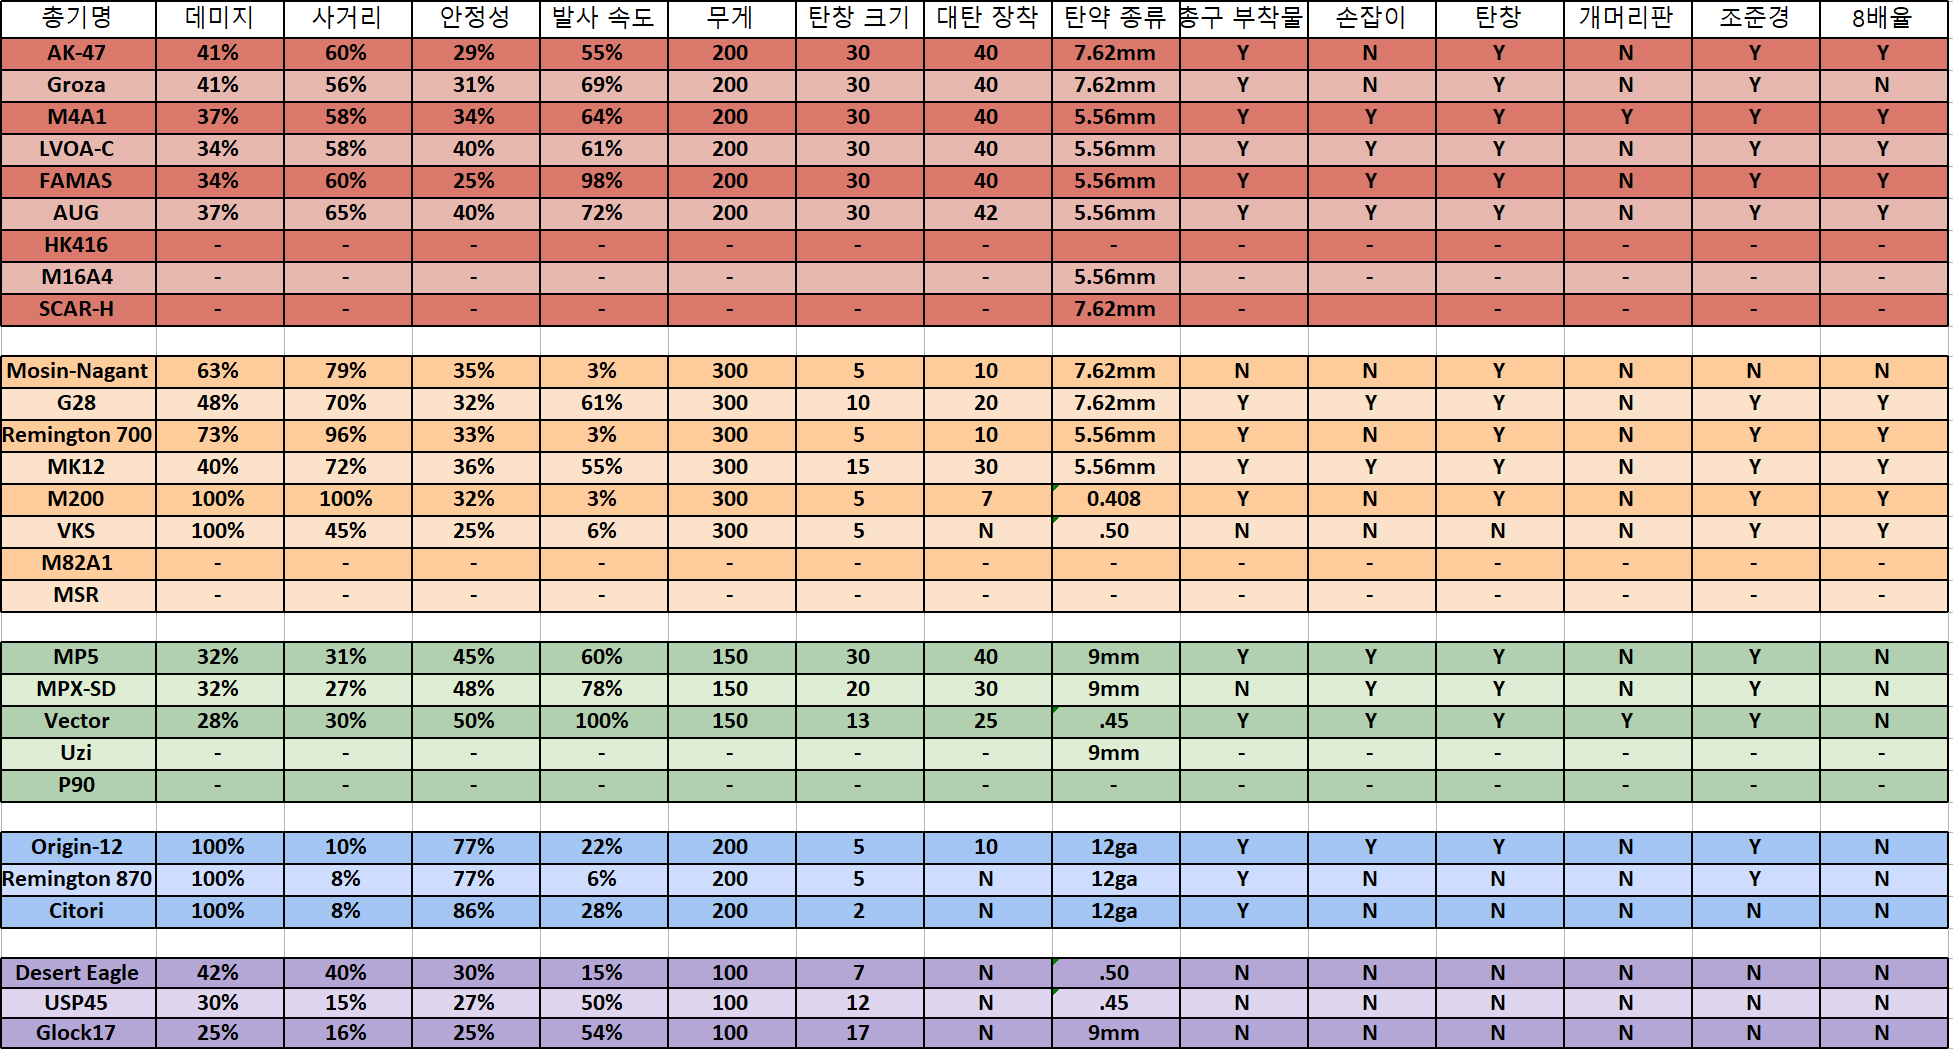 총기명 데미지 사거리 안정성 발사 속도 무게 탄창 크기 대탄 장착 탄약 종류 총구 부착물 손잡이 탄창 개머리판 조준경 8배율
AK-47 41% 60% 29% 55% 200 30 40 7.62mm Y N Y N Y Y
Groza 41% 56% 31% 69% 200 30 40 7.62mm Y N Y N Y N
M4A1 37% 58% 34% 64% 200 30 40 5.56mm Y Y Y Y Y Y
LVOA-C 34% 58% 40% 61% 200 30 40 5.56mm Y Y Y N Y Y
FAMAS 34% 60% 25% 98% 200 30 40 5.56mm Y Y Y N Y Y
AUG 37% 65% 40% 72% 200 30 42 5.56mm Y Y Y N Y Y
HK416 - - - - - - - - - - - - - -
M16A4 - - - - - - 5.56mm - - - - - -
SCAR-H - - - - - - - 7.62mm - - - - -
Mosin-Nagant 63% 79% 35% 3% 300 5 10 7.62mm N N Y N N N
G28 48% 70% 32% 61% 300 10 20 7.62mm Y Y Y N Y Y
Remington 700 73% 96% 33% 3% 300 5 10 5.56mm Y N Y N Y Y
MK12 40% 72% 36% 55% 300 15 30 5.56mm Y Y Y N Y Y
M200 100% 100% 32% 3% 300 5 7 0.408 Y N Y N Y Y
VKS 100% 45% 25% 6% 300 5 N .50 N N N N Y Y
M82A1 - - - - - - - - - - - - - -
MSR - - - - - - - - - - - - - -
MP5 32% 31% 45% 60% 150 30 40 9mm Y Y Y N Y N
MPX-SD 32% 27% 48% 78% 150 20 30 9mm N Y Y N Y N
Vector 28% 30% 50% 100% 150 13 25 .45 Y Y Y Y Y N
Uzi - - - - - - - 9mm - - - - - -
P90 - - - - - - - - - - - - - -
Origin-12 100% 10% 77% 22% 200 5 10 12ga Y Y Y N Y N
Remington 870 100% 8% 77% 6% 200 5 N 12ga Y N N N Y N
Citori 100% 8% 86% 28% 200 2 N 12ga Y N N N N N
Desert Eagle 42% 40% 30% 15% 100 7 N .50 N N N N N N
USP45 30% 15% 27% 50% 100 12 N .45 N N N N N N
Glock17 25% 16% 25% 54% 100 17 N 9mm N N N N N N